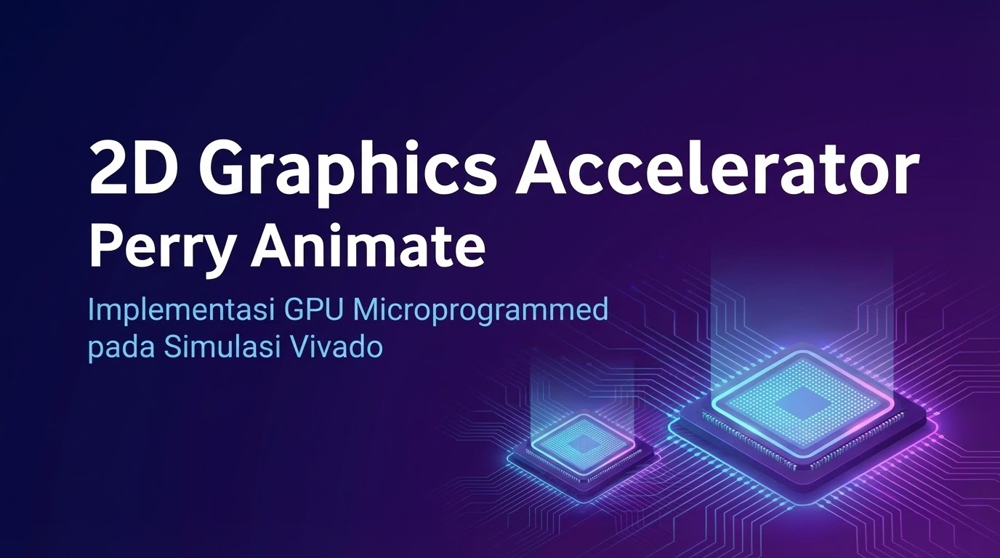 2D Graphics Accelerator
Perry Animate
Implementasi GPU Microprogrammed
pada Simulasi Vivado